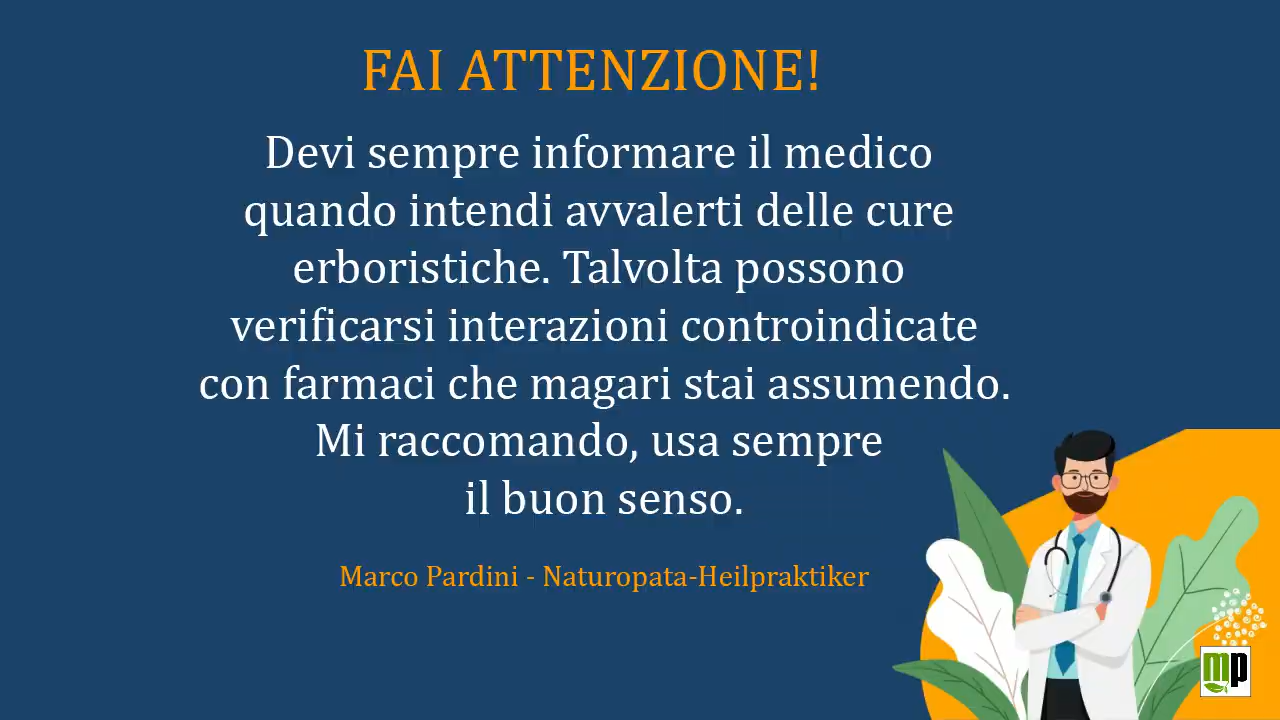 FAI ATTENZIONE!
Devi sempre informare il medico
quando intendi avvalerti delle cure
erboristiche. Talvolta possono
verificarsi interazioni controindicate
con farmaci che magari stai assumendo.
Mi raccomando, usa sempre
il buon senso.
Marco Pardini - Naturopata-Heilpraktiker
mp